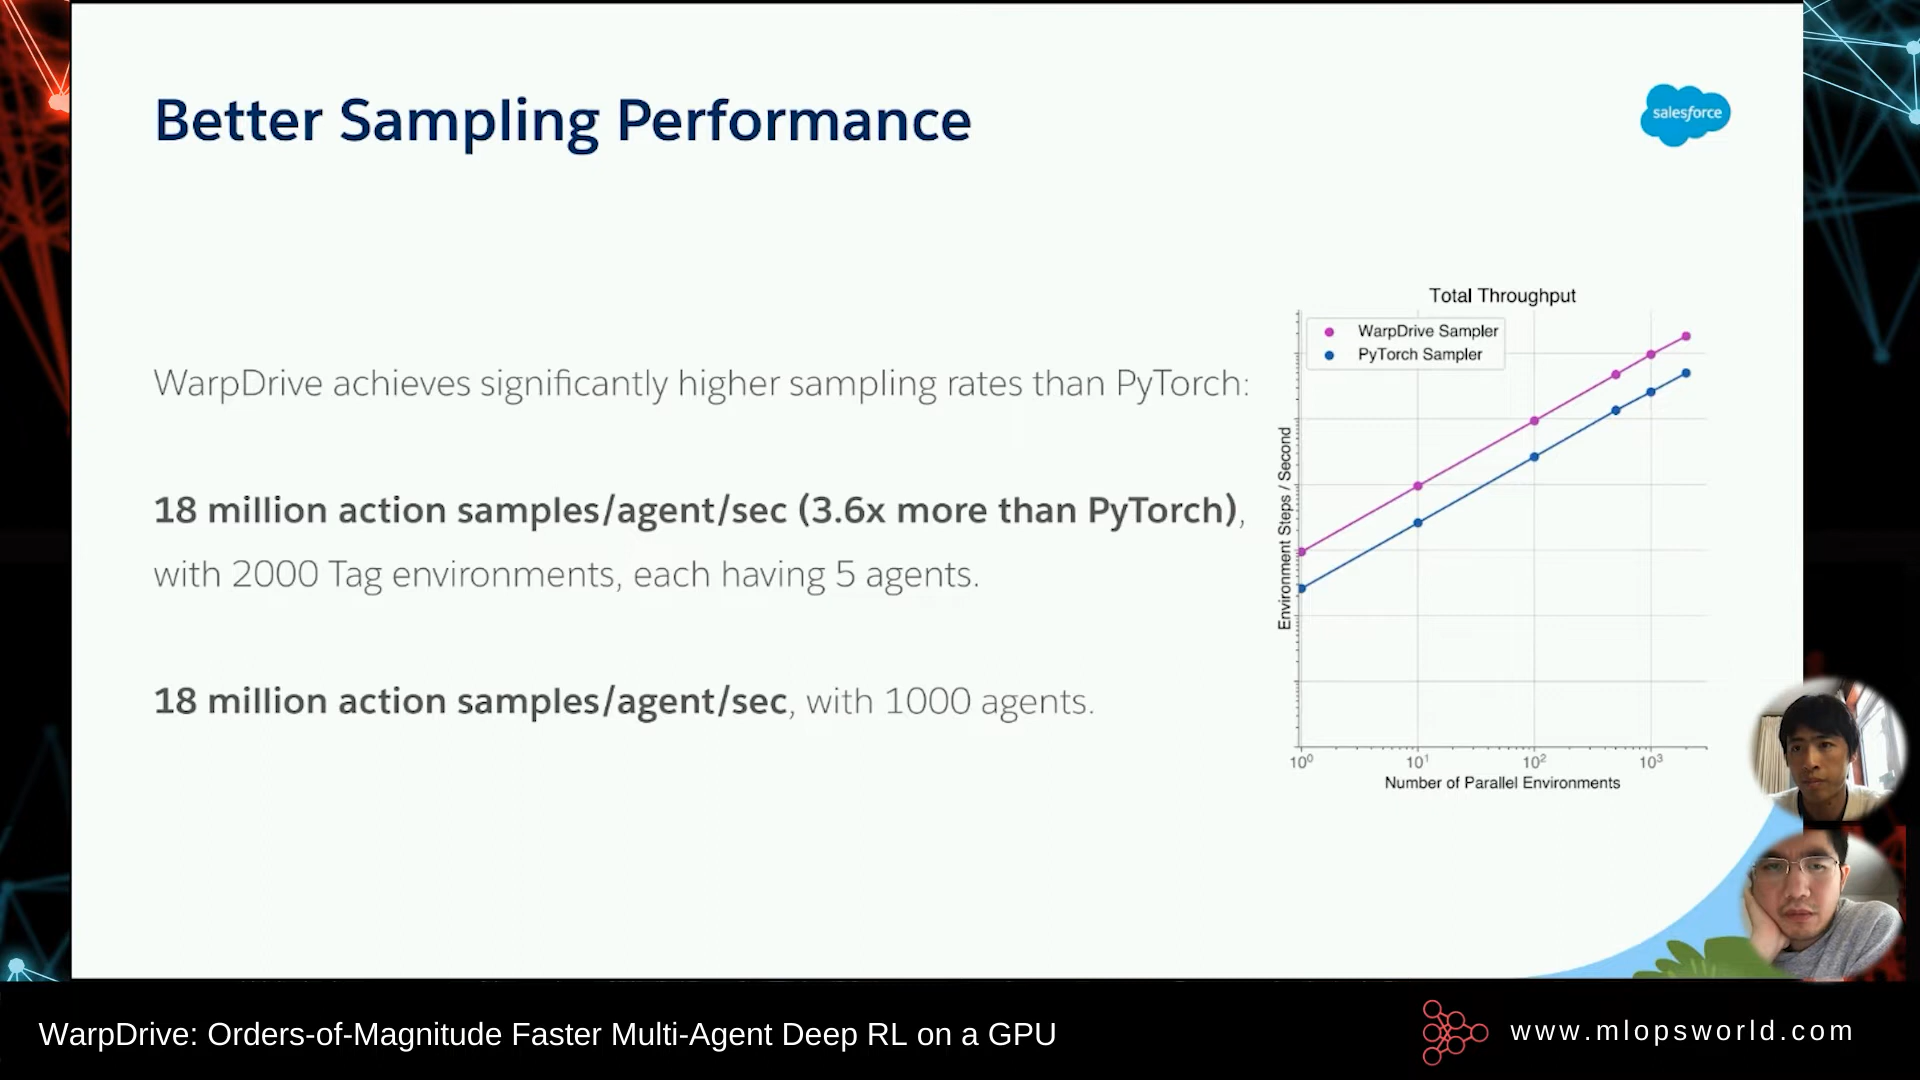 Better Sampling Performance
salesforce
WarpDrive achieves significantly higher sampling rates than PyTorch:
18 million action samples/agent/sec (3.6x more than PyTorch),
with 2000 Tag environments, each having 5 agents.
18 million action samples/agent/sec, with 1000 agents.
Total Throughput
WarpDrive Sampler
PyTorch Sampler
Environment Steps / Second
10⁰ 10¹ 10² 10³
Number of Parallel Environments
WarpDrive: Orders-of-Magnitude Faster Multi-Agent Deep RL on a GPU
www.mlopsworld.com